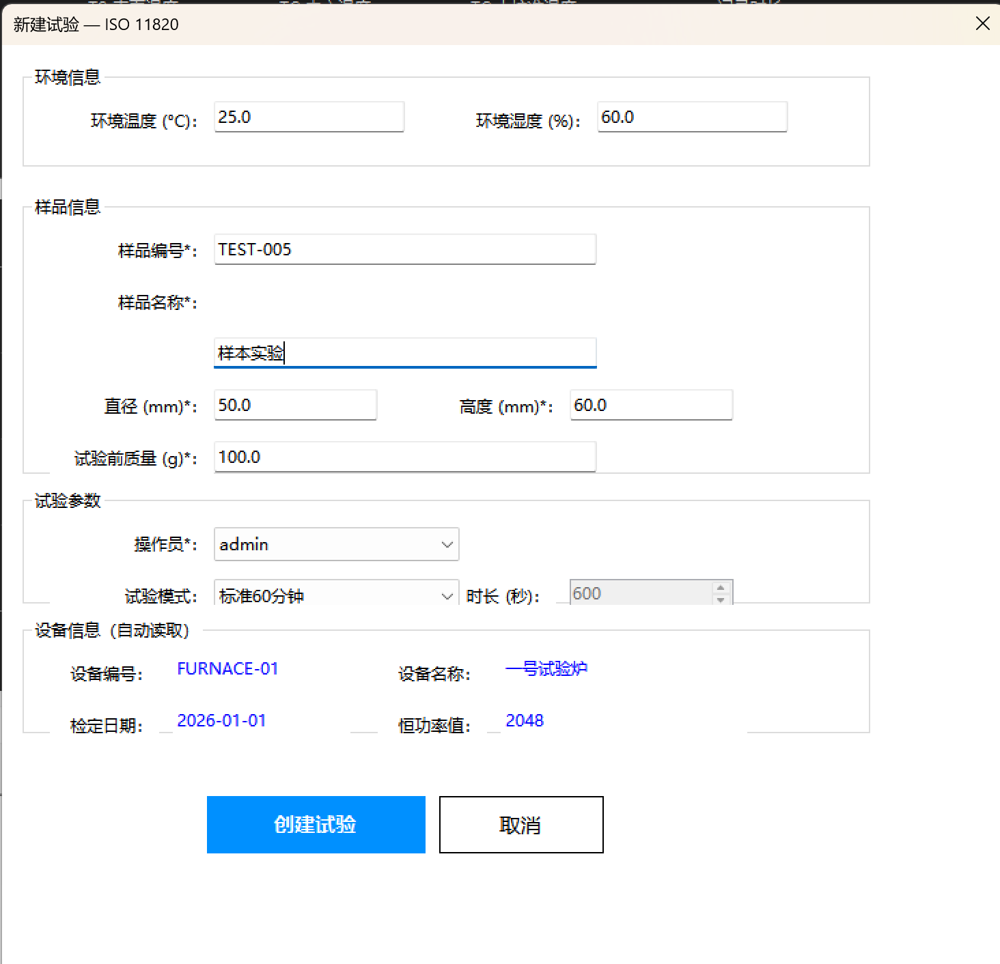 新建试验 — ISO 11820
环境信息
环境温度 (°C)： 25.0 环境湿度 (%)： 60.0
样品信息
样品编号*： TEST-005
样品名称*：
样本实验
直径 (mm)*： 50.0 高度 (mm)*： 60.0
试验前质量 (g)*： 100.0
试验参数
操作员*： admin
试验模式： 标准60分钟 时长 (秒)： 600
设备信息（自动读取）
设备编号： FURNACE-01 设备名称： 一号试验炉
检定日期： 2026-01-01 恒功率值： 2048
创建试验 取消